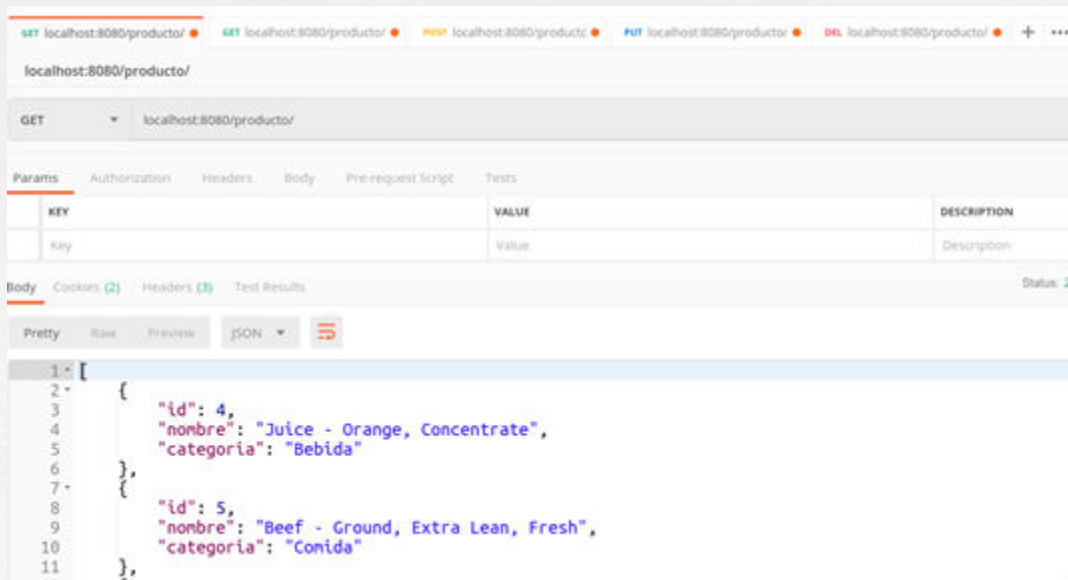 GET localhost:8080/producto/ GET localhost:8080/producto/ POST localhost:8080/productc PUT localhost:8080/producto/ DEL localhost:8080/producto/ + •••
localhost:8080/producto/
GET localhost:8080/producto/
Params Authorization Headers Body Pre-request Script Tests
KEY VALUE DESCRIPTION
Key Value Description
Body Cookies (2) Headers (3) Test Results Status: 2
Pretty Raw Preview JSON
1 [
2 {
3 "id": 4,
4 "nombre": "Juice - Orange, Concentrate",
5 "categoria": "Bebida"
6 },
7 {
8 "id": 5,
9 "nombre": "Beef - Ground, Extra Lean, Fresh",
10 "categoria": "Comida"
11 },